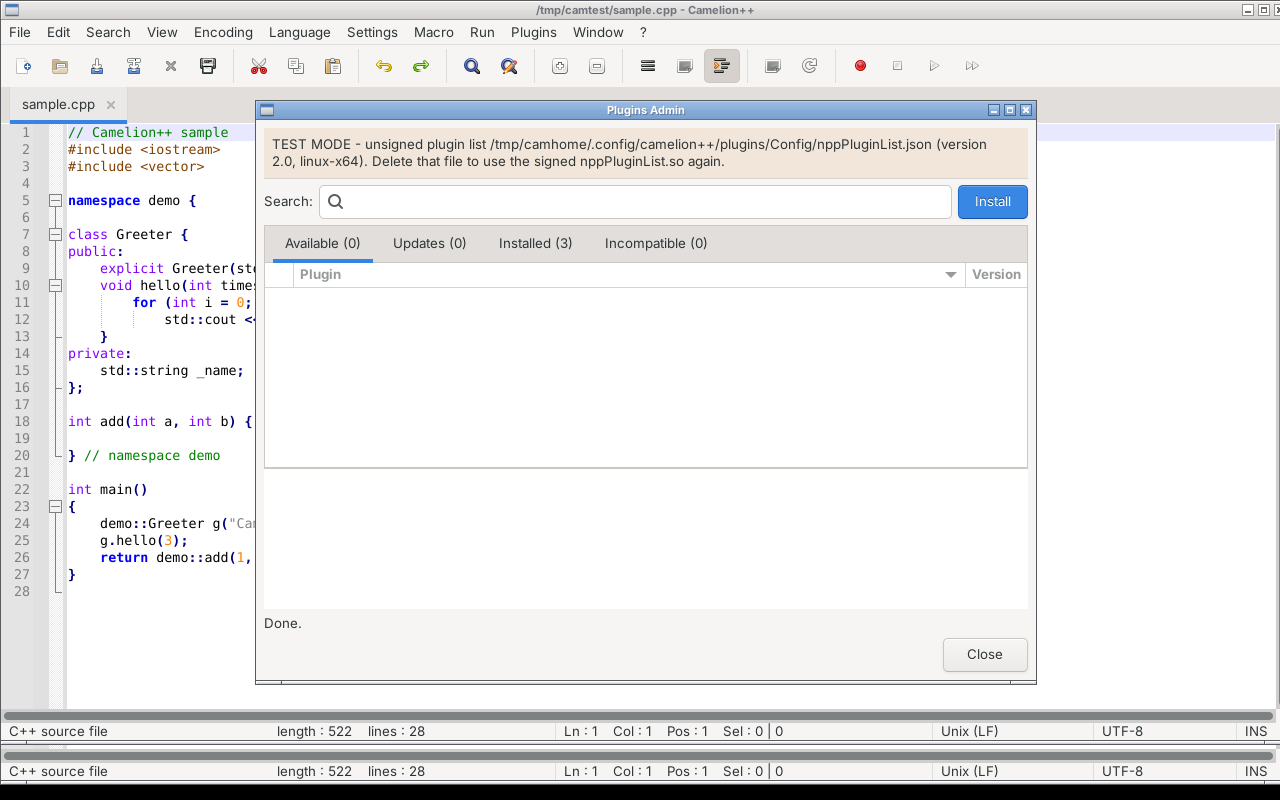 /tmp/camtest/sample.cpp - Camelion++
File Edit Search View Encoding Language Settings Macro Run Plugins Window ?
sample.cpp
Plugins Admin
TEST MODE - unsigned plugin list /tmp/camhome/.config/camelion++/plugins/Config/nppPluginList.json (version
2.0, linux-x64). Delete that file to use the signed nppPluginList.so again.
Search: Install
Available (0) Updates (0) Installed (3) Incompatible (0)
Plugin Version
Done.
Close
1 // Camelion++ sample
2 #include <iostream>
3 #include <vector>
4
5 namespace demo {
6
7 class Greeter {
8 public:
9 explicit Greeter(std
10 void hello(int times
11 for (int i = 0;
12 std::cout <<
13 }
14 private:
15 std::string _name;
16 };
17
18 int add(int a, int b) {
19
20 } // namespace demo
21
22 int main()
23 {
24 demo::Greeter g("Cam
25 g.hello(3);
26 return demo::add(1,
27 }
28
C++ source file length : 522 lines : 28 Ln : 1 Col : 1 Pos : 1 Sel : 0 | 0 Unix (LF) UTF-8 INS
C++ source file length : 522 lines : 28 Ln : 1 Col : 1 Pos : 1 Sel : 0 | 0 Unix (LF) UTF-8 INS